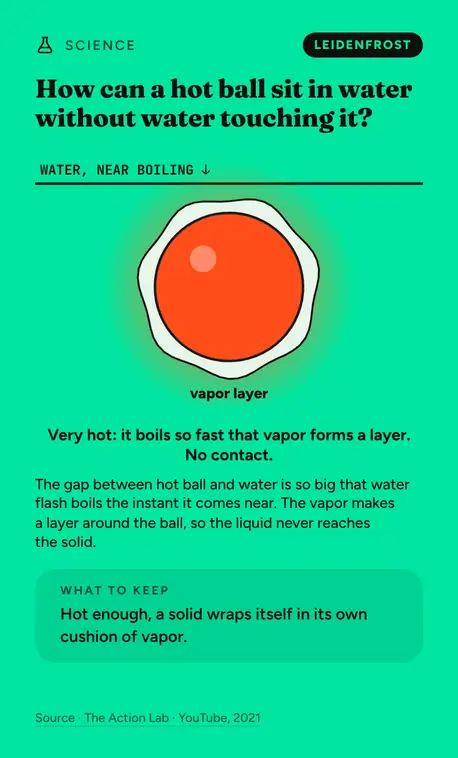 SCIENCE
LEIDENFROST
How can a hot ball sit in water
without water touching it?
WATER, NEAR BOILING ↓
vapor layer
Very hot: it boils so fast that vapor forms a layer.
No contact.
The gap between hot ball and water is so big that water
flash boils the instant it comes near. The vapor makes
a layer around the ball, so the liquid never reaches
the solid.
WHAT TO KEEP
Hot enough, a solid wraps itself in its own
cushion of vapor.
Source · The Action Lab · YouTube, 2021